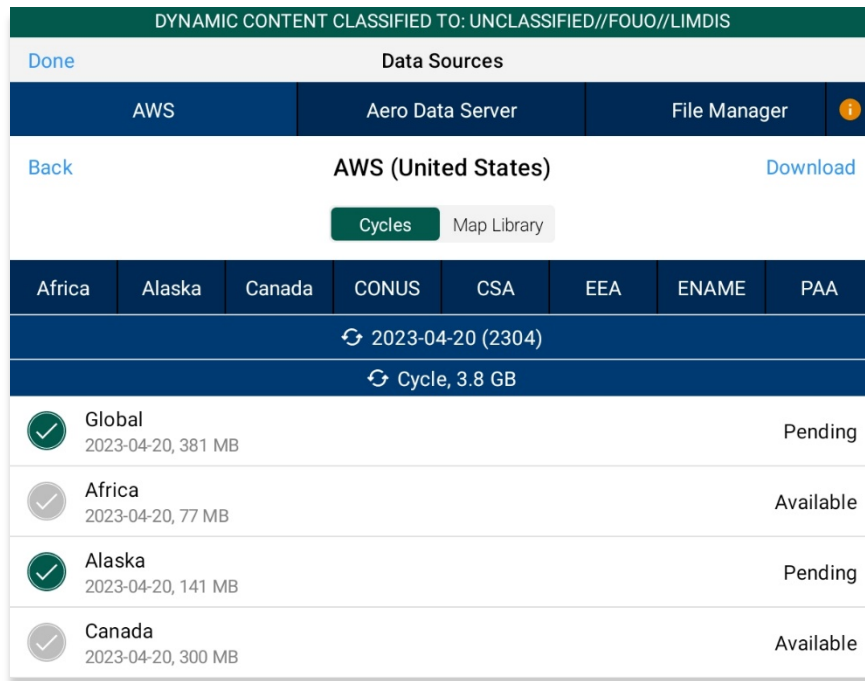 DYNAMIC CONTENT CLASSIFIED TO: UNCLASSIFIED//FOUO//LIMDIS
Done Data Sources
AWS Aero Data Server File Manager i
Back AWS (United States) Download
Cycles Map Library
Africa Alaska Canada CONUS CSA EEA ENAME PAA
2023-04-20 (2304)
Cycle, 3.8 GB
Global
2023-04-20, 381 MB
Pending
Africa
2023-04-20, 77 MB
Available
Alaska
2023-04-20, 141 MB
Pending
Canada
2023-04-20, 300 MB
Available